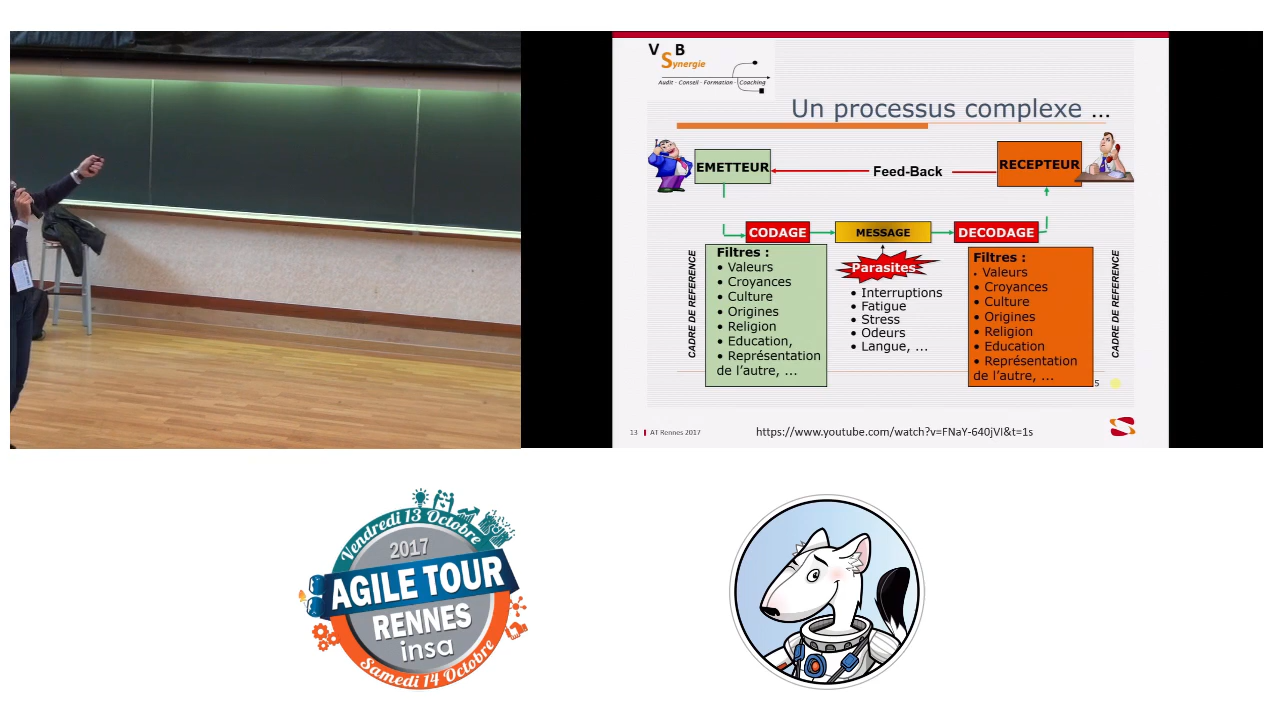 V B
Synergie
Audit - Conseil - Formation - Coaching
Un processus complexe ...
EMETTEUR
Feed-Back
RECEPTEUR
CODAGE
MESSAGE
DECODAGE
CADRE DE REFERENCE
Filtres :
• Valeurs
• Croyances
• Culture
• Origines
• Religion
• Education,
• Représentation
de l'autre, ...
Parasites
• Interruptions
• Fatigue
• Stress
• Odeurs
• Langue, ...
Filtres :
• Valeurs
• Croyances
• Culture
• Origines
• Religion
• Education
• Représentation
de l'autre, ...
CADRE DE REFERENCE
5
13 | AT Rennes 2017
https://www.youtube.com/watch?v=FNaY-640jVI&t=1s
Vendredi 13 Octobre
2017
AGILE TOUR
RENNES
insa
Samedi 14 Octobre